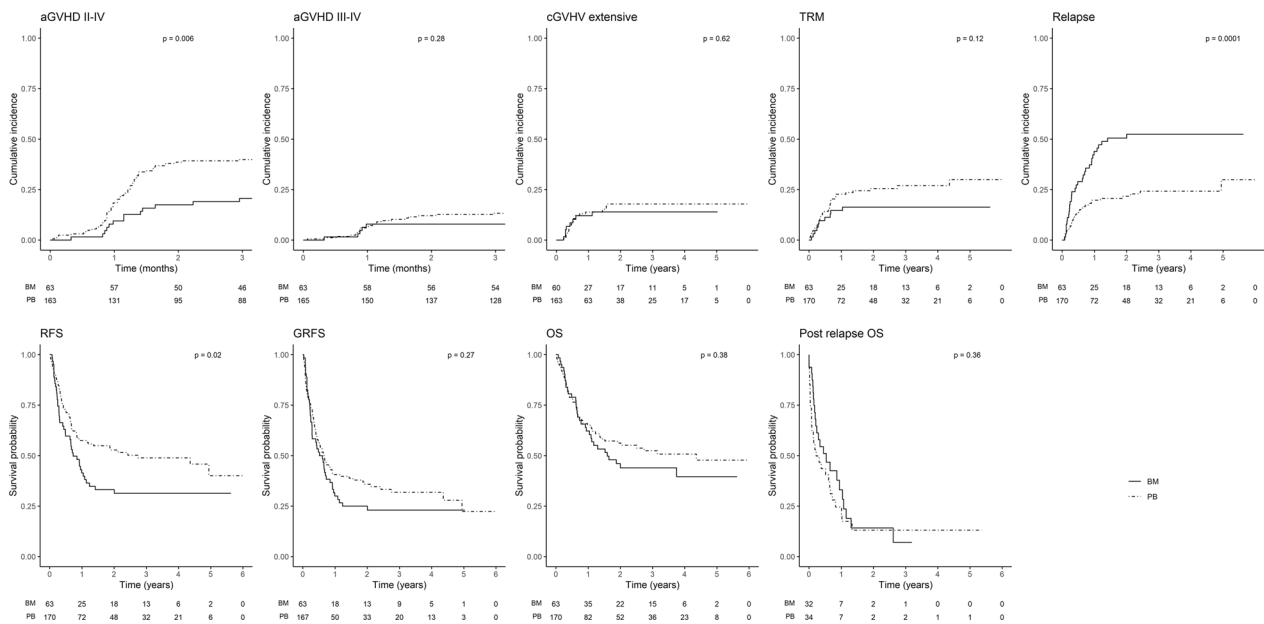 aGVHD II-IV
p = 0.006
1.00
0.75
0.50
0.25
0.00
Cumulative incidence
0 1 2 3
Time (months)
BM 63 57 50 46
PB 163 131 95 88
aGVHD III-IV
p = 0.28
1.00
0.75
0.50
0.25
0.00
Cumulative incidence
0 1 2 3
Time (months)
BM 63 58 56 54
PB 165 150 137 128
cGVHV extensive
p = 0.62
1.00
0.75
0.50
0.25
0.00
Cumulative incidence
0 1 2 3 4 5 6
Time (years)
BM 60 27 17 11 5 1 0
PB 163 63 38 25 17 5 0
TRM
p = 0.12
1.00
0.75
0.50
0.25
0.00
Cumulative incidence
0 1 2 3 4 5 6
Time (years)
BM 63 25 18 13 6 2 0
PB 170 72 48 32 21 6 0
Relapse
p = 0.0001
1.00
0.75
0.50
0.25
0.00
Cumulative incidence
0 1 2 3 5
Time (years)
BM 63 25 18 13 6 2 0
PB 170 72 48 32 21 6 0
RFS
p = 0.02
1.00
0.75
0.50
0.25
0.00
Survival probability
0 1 2 3 4 5 6
Time (years)
BM 63 25 18 13 6 2 0
PB 170 72 48 32 21 6 0
GRFS
p = 0.27
1.00
0.75
0.50
0.25
0.00
Survival probability
0 1 2 3 4 5 6
Time (years)
BM 63 18 13 9 5 1 0
PB 167 50 33 20 13 3 0
OS
p = 0.38
1.00
0.75
0.50
0.25
0.00
Survival probability
0 1 2 3 4 5 6
Time (years)
BM 63 35 22 15 6 2 0
PB 170 82 52 36 23 8 0
Post relapse OS
p = 0.36
1.00
0.75
0.50
0.25
0.00
Survival probability
0 1 2 3 4 5 6
Time (years)
BM 32 7 2 1 0 0 0
PB 34 7 2 2 1 1 0
BM
PB